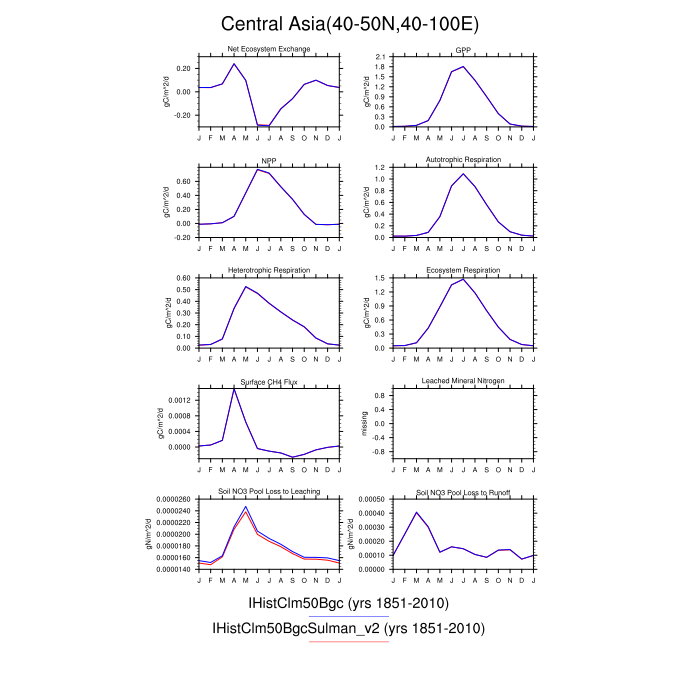 Central Asia(40-50N,40-100E)
Net Ecosystem Exchange
gC/m^2/d
0.20
0.00
-0.20
J F M A M J J A S O N D J
GPP
gC/m^2/d
2.1
1.8
1.5
1.2
0.9
0.6
0.3
0.0
J F M A M J J A S O N D J
NPP
gC/m^2/d
0.60
0.40
0.20
0.00
-0.20
J F M A M J J A S O N D J
Autotrophic Respiration
gC/m^2/d
1.2
1.0
0.8
0.6
0.4
0.2
0.0
J F M A M J J A S O N D J
Heterotrophic Respiration
gC/m^2/d
0.60
0.50
0.40
0.30
0.20
0.10
0.00
J F M A M J J A S O N D J
Ecosystem Respiration
gC/m^2/d
1.5
1.2
0.9
0.6
0.3
0.0
J F M A M J J A S O N D J
Surface CH4 Flux
gC/m^2/d
0.0012
0.0008
0.0004
0.0000
J F M A M J J A S O N D J
Leached Mineral Nitrogen
missing
0.8
0.4
0.0
-0.4
-0.8
J F M A M J J A S O N D J
Soil NO3 Pool Loss to Leaching
gN/m^2/d
0.0000260
0.0000240
0.0000220
0.0000200
0.0000180
0.0000160
0.0000140
J F M A M J J A S O N D J
Soil NO3 Pool Loss to Runoff
gN/m^2/d
0.00050
0.00040
0.00030
0.00020
0.00010
0.00000
J F M A M J J A S O N D J
IHistClm50Bgc (yrs 1851-2010)
IHistClm50BgcSulman_v2 (yrs 1851-2010)